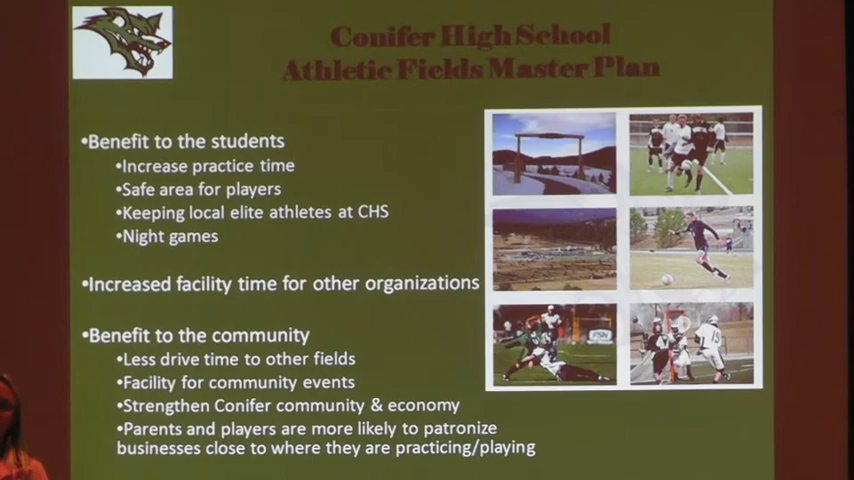 Conifer High School
Athletic Fields Master Plan
•Benefit to the students
•Increase practice time
•Safe area for players
•Keeping local elite athletes at CHS
•Night games
•Increased facility time for other organizations
•Benefit to the community
•Less drive time to other fields
•Facility for community events
•Strengthen Conifer community & economy
•Parents and players are more likely to patronize
businesses close to where they are practicing/playing
FSN